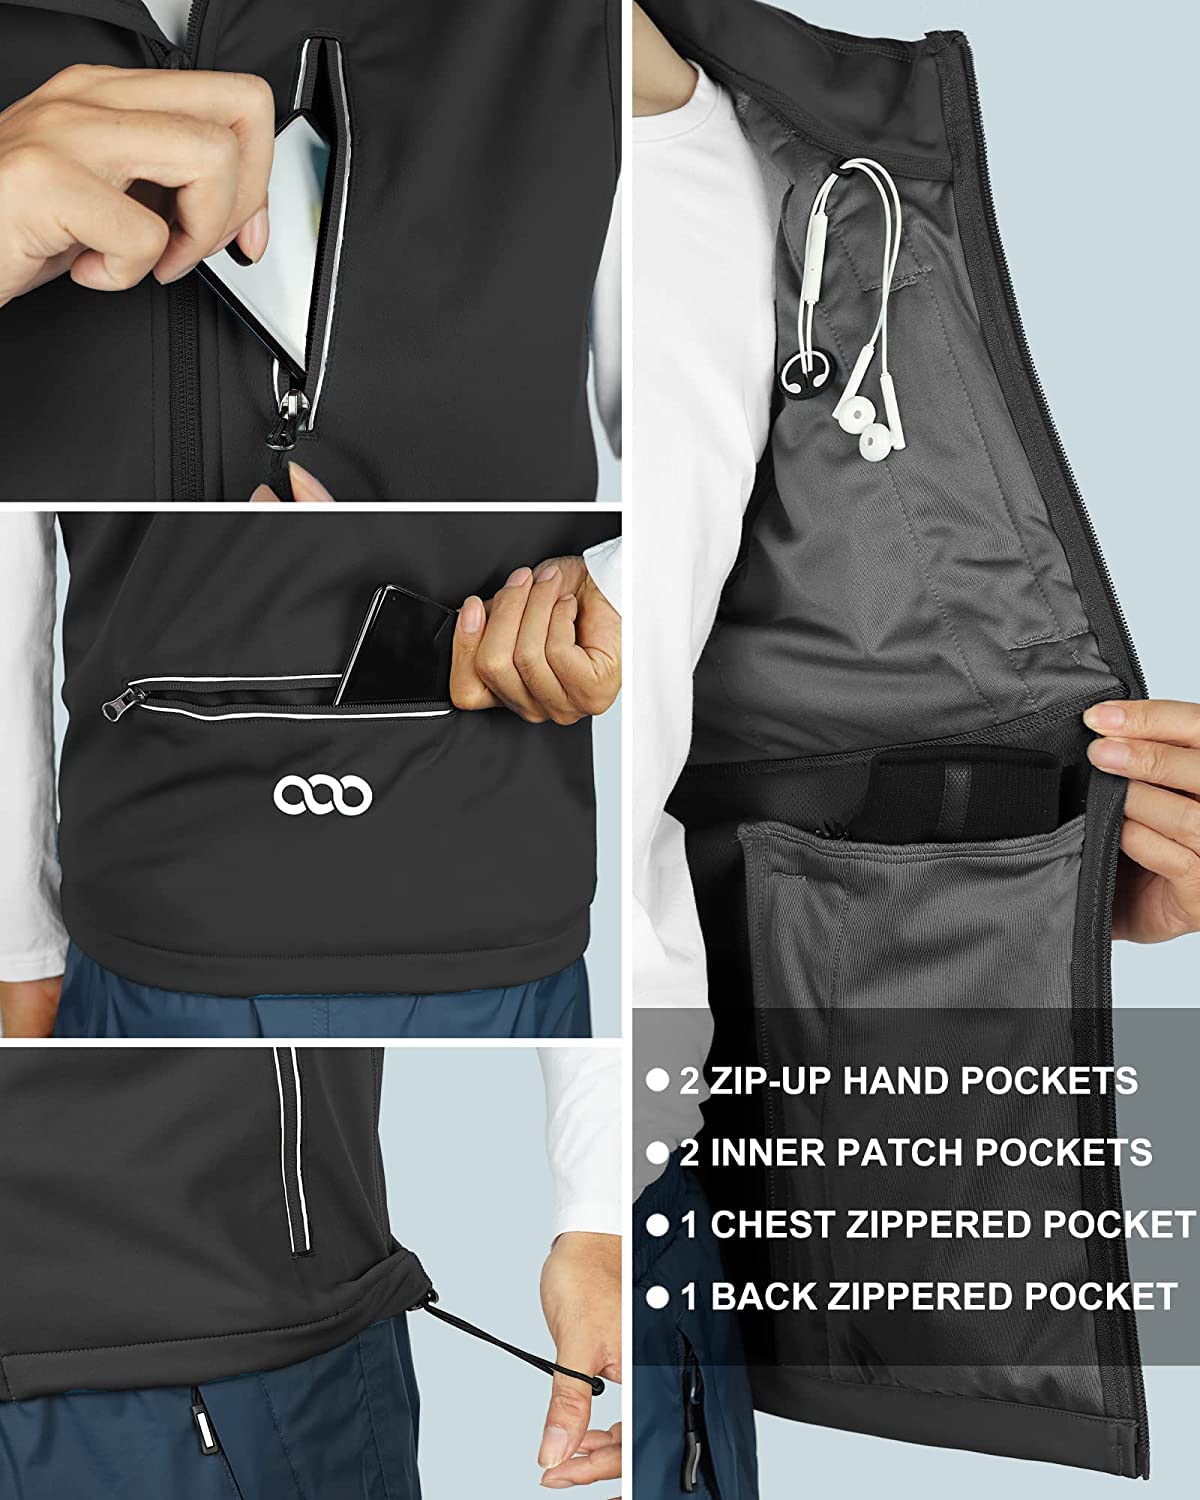 2 ZIP-UP HAND POCKETS
2 INNER PATCH POCKETS
1 CHEST ZIPPERED POCKET
1 BACK ZIPPERED POCKET